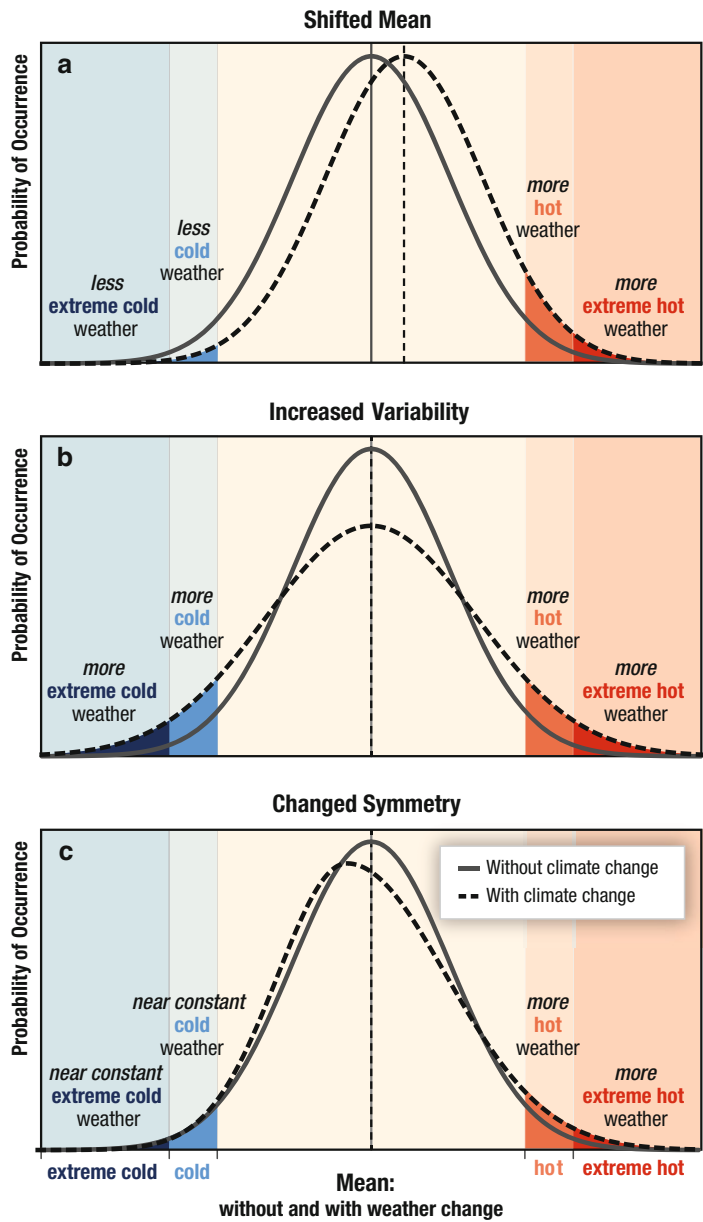 Shifted Mean
a
Probability of Occurrence
less
extreme cold
weather
less
cold
weather
more
hot
weather
more
extreme hot
weather
Increased Variability
b
Probability of Occurrence
more
extreme cold
weather
more
cold
weather
more
hot
weather
more
extreme hot
weather
Changed Symmetry
c
Without climate change
With climate change
Probability of Occurrence
near constant
extreme cold
weather
near constant
cold
weather
more
hot
weather
more
extreme hot
weather
extreme cold
cold
Mean:
without and with weather change
hot
extreme hot